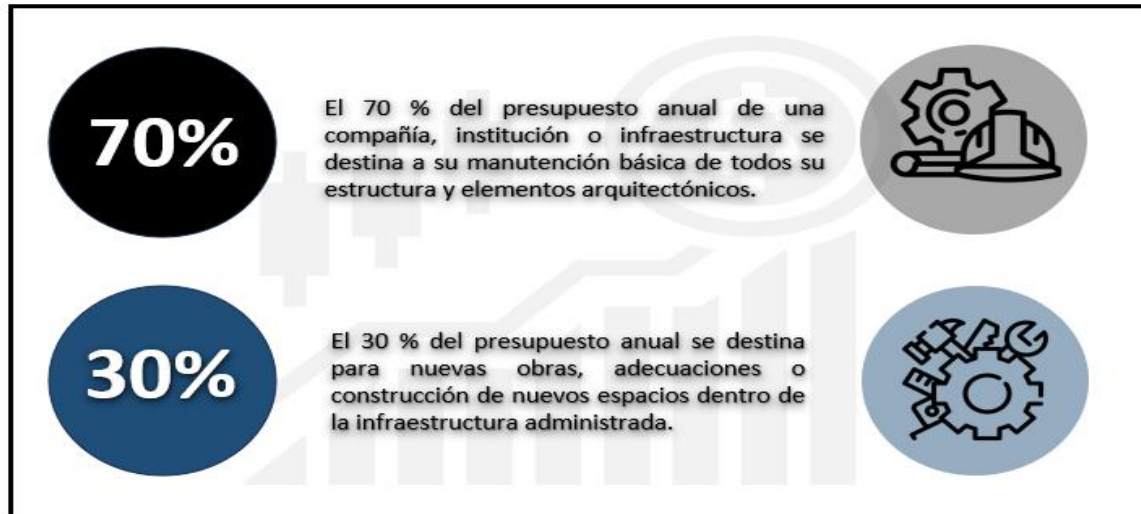 70%
El 70 % del presupuesto anual de una
compañía, institución o infraestructura se
destina a su manutención básica de todos su
estructura y elementos arquitectónicos.
30%
El 30 % del presupuesto anual se destina
para nuevas obras, adecuaciones o
construcción de nuevos espacios dentro de
la infraestructura administrada.